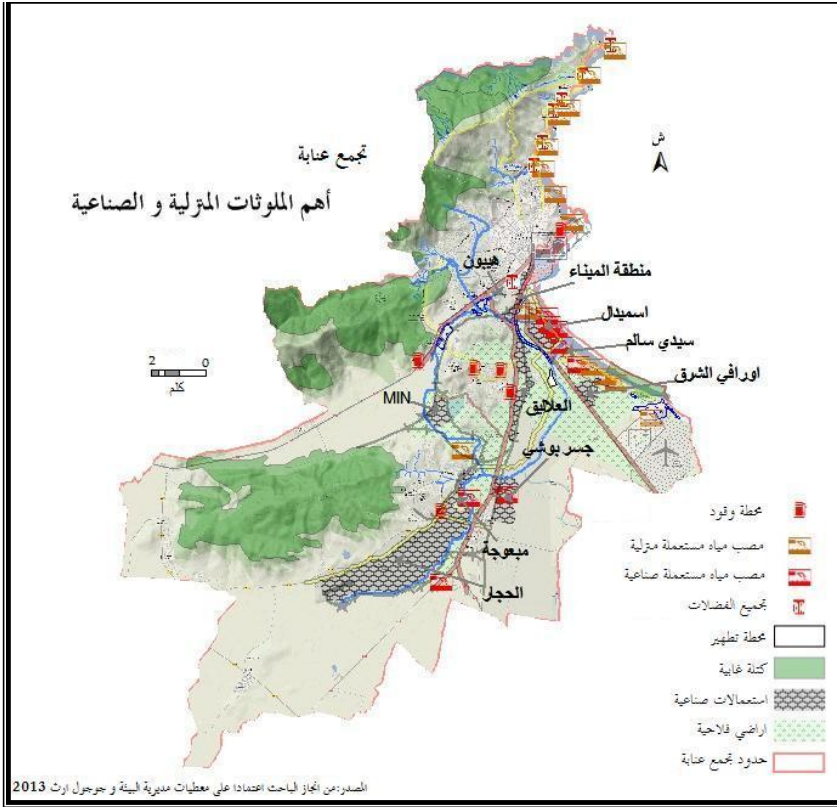 تجمع عنابة
أهم الملوثات المنزلية و الصناعية
ش
هيبون
منطقة الميناء
اسميدال
سيدي سالم
اورافي الشرق
2 0
كلم
MIN
العلاليق
جسر بوشي
مبعوجة
الحجار
محطة وقود
مصب مياه مستعملة منزلية
مصب مياه مستعملة صناعية
تجميع الفضلات
محطة تطهير
كتلة غابية
استعمالات صناعية
اراضي فلاحية
حدود تجمع عنابة
المصدر:من انجاز الباحث اعتمادا على معطيات مديرية البيئة و جوجول ارث 2013